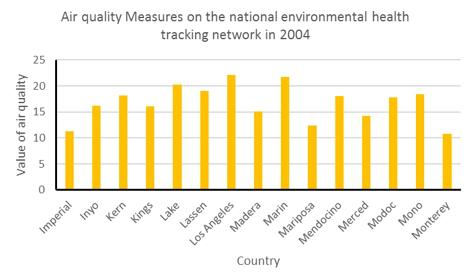 Air quality Measures on the national environmental health
tracking network in 2004
Value of air quality
25
20
15
10
5
0
Imperial
Inyo
Kern
Kings
Lake
Lassen
Los Angeles
Madera
Marin
Mariposa
Mendocino
Merced
Modoc
Mono
Monterey
Country